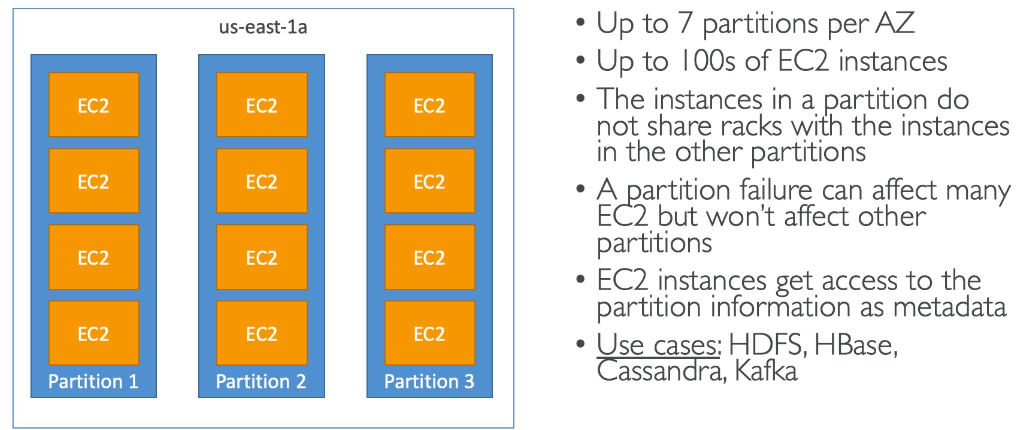 us-east-1a
EC2
EC2
EC2
EC2
Partition 1
EC2
EC2
EC2
EC2
Partition 2
EC2
EC2
EC2
EC2
Partition 3
• Up to 7 partitions per AZ
• Up to 100s of EC2 instances
• The instances in a partition do
not share racks with the instances
in the other partitions
• A partition failure can affect many
EC2 but won’t affect other
partitions
• EC2 instances get access to the
partition information as metadata
• Use cases: HDFS, HBase,
Cassandra, Kafka